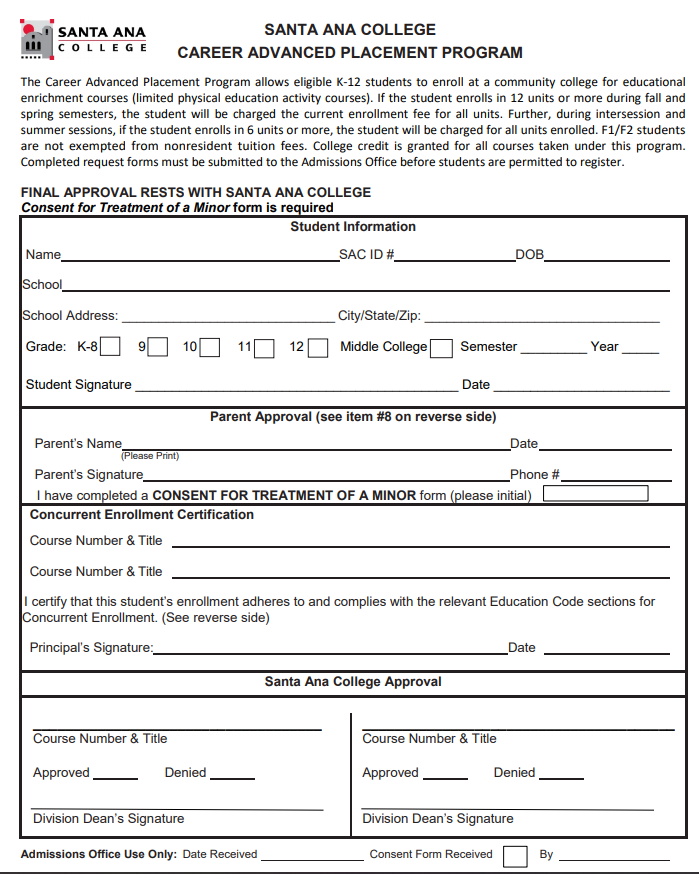 SANTA ANA
COLLEGE
SANTA ANA COLLEGE
CAREER ADVANCED PLACEMENT PROGRAM
The Career Advanced Placement Program allows eligible K-12 students to enroll at a community college for educational
enrichment courses (limited physical education activity courses). If the student enrolls in 12 units or more during fall and
spring semesters, the student will be charged the current enrollment fee for all units. Further, during intersession and
summer sessions, if the student enrolls in 6 units or more, the student will be charged for all units enrolled. F1/F2 students
are not exempted from nonresident tuition fees. College credit is granted for all courses taken under this program.
Completed request forms must be submitted to the Admissions Office before students are permitted to register.
FINAL APPROVAL RESTS WITH SANTA ANA COLLEGE
Consent for Treatment of a Minor form is required
Student Information
Name SAC ID # DOB
School
School Address: City/State/Zip:
Grade: K-8 9 10 11 12 Middle College Semester Year
Student Signature Date
Parent Approval (see item #8 on reverse side)
Parent's Name Date
(Please Print)
Parent's Signature Phone #
I have completed a CONSENT FOR TREATMENT OF A MINOR form (please initial)
Concurrent Enrollment Certification
Course Number & Title
Course Number & Title
I certify that this student's enrollment adheres to and complies with the relevant Education Code sections for
Concurrent Enrollment. (See reverse side)
Principal's Signature: Date
Santa Ana College Approval
Course Number & Title Course Number & Title
Approved Denied Approved Denied
Division Dean's Signature Division Dean's Signature
Admissions Office Use Only: Date Received Consent Form Received By